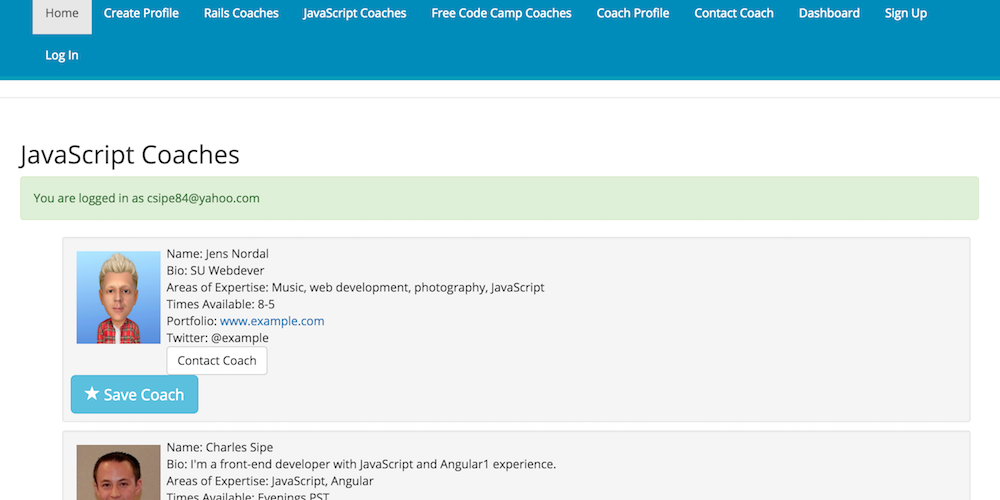 Home Create Profile Rails Coaches JavaScript Coaches Free Code Camp Coaches Coach Profile Contact Coach Dashboard Sign Up
Log In
JavaScript Coaches
You are logged in as csipe84@yahoo.com
Name: Jens Nordal
Bio: SU Webdever
Areas of Expertise: Music, web development, photography, JavaScript
Times Available: 8-5
Portfolio: www.example.com
Twitter: @example
Contact Coach
★ Save Coach
Name: Charles Sipe
Bio: I'm a front-end developer with JavaScript and Angular1 experience.
Areas of Expertise: JavaScript, Angular
Times Available: Evenings PST